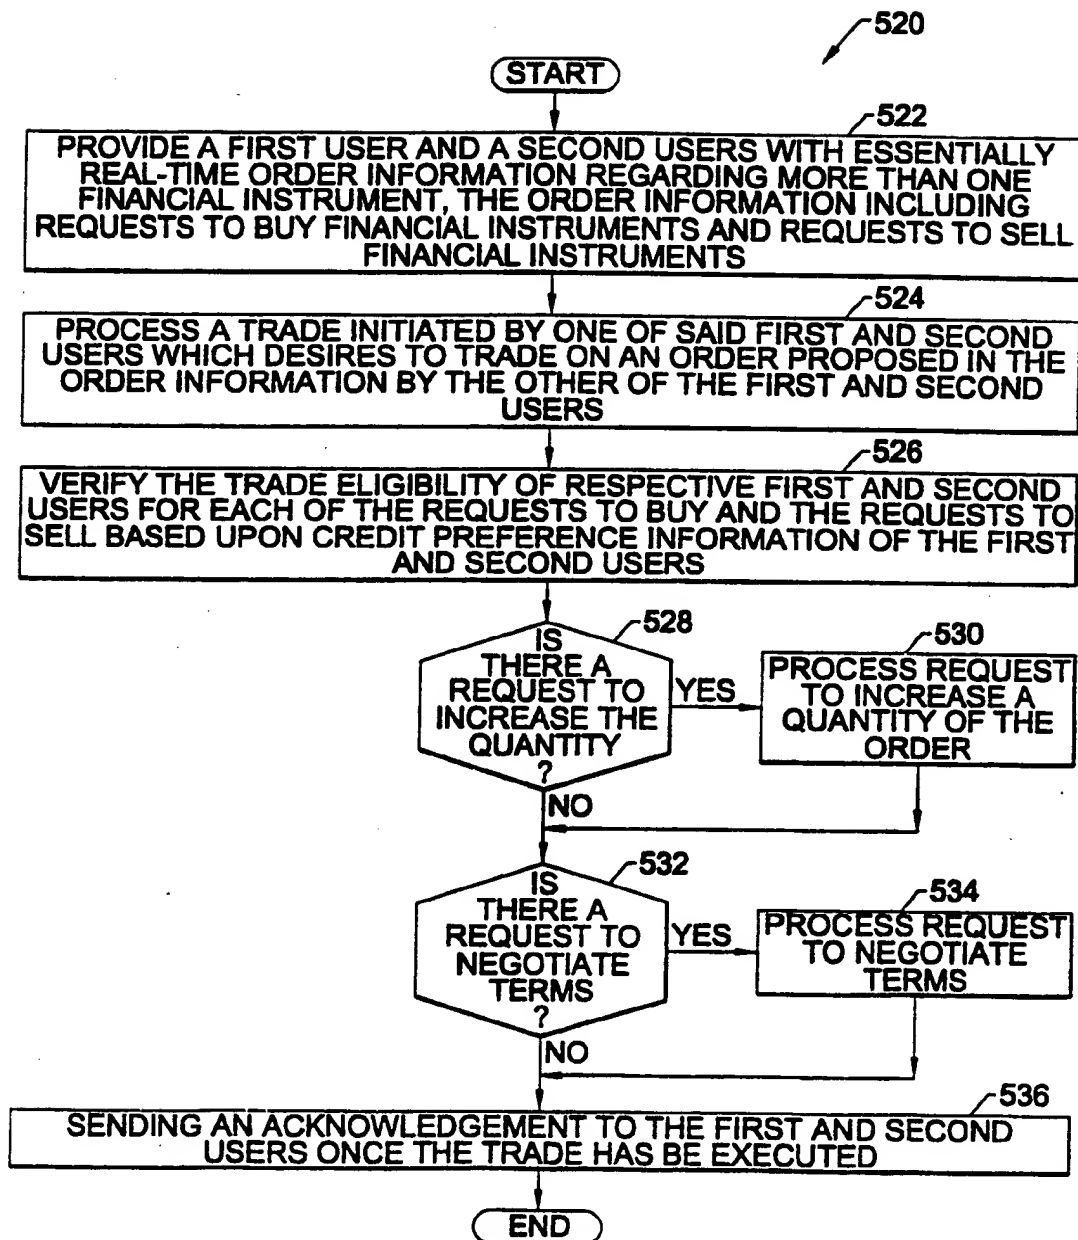 520
START
522
PROVIDE A FIRST USER AND A SECOND USERS WITH ESSENTIALLY
REAL-TIME ORDER INFORMATION REGARDING MORE THAN ONE
FINANCIAL INSTRUMENT, THE ORDER INFORMATION INCLUDING
REQUESTS TO BUY FINANCIAL INSTRUMENTS AND REQUESTS TO SELL
FINANCIAL INSTRUMENTS
524
PROCESS A TRADE INITIATED BY ONE OF SAID FIRST AND SECOND
USERS WHICH DESIRES TO TRADE ON AN ORDER PROPOSED IN THE
ORDER INFORMATION BY THE OTHER OF THE FIRST AND SECOND
USERS
526
VERIFY THE TRADE ELIGIBILITY OF RESPECTIVE FIRST AND SECOND
USERS FOR EACH OF THE REQUESTS TO BUY AND THE REQUESTS TO
SELL BASED UPON CREDIT PREFERENCE INFORMATION OF THE FIRST
AND SECOND USERS
528
IS
THERE A
REQUEST TO
INCREASE THE
QUANTITY
?
YES
530
PROCESS REQUEST
TO INCREASE A
QUANTITY OF THE
ORDER
NO
532
IS
THERE A
REQUEST TO
NEGOTIATE
TERMS
?
YES
534
PROCESS REQUEST
TO NEGOTIATE
TERMS
NO
536
SENDING AN ACKNOWLEDGEMENT TO THE FIRST AND SECOND
USERS ONCE THE TRADE HAS BE EXECUTED
END